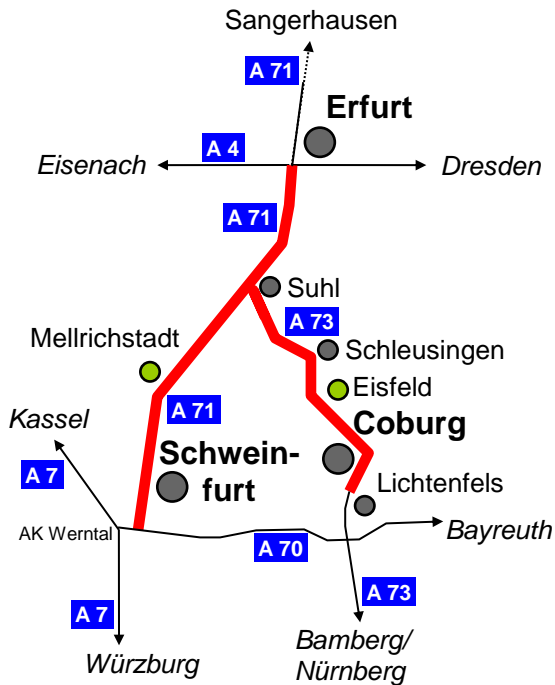 Sangerhausen
A 71
Erfurt
A 4
Eisenach
Dresden
A 71
Suhl
A 73
Mellrichstadt
Schleusingen
Eisfeld
A 71
Kassel
Coburg
Schwein-
furt
A 7
Lichtenfels
AK Werntal
Bayreuth
A 70
A 7
A 73
Würzburg
Bamberg/
Nürnberg